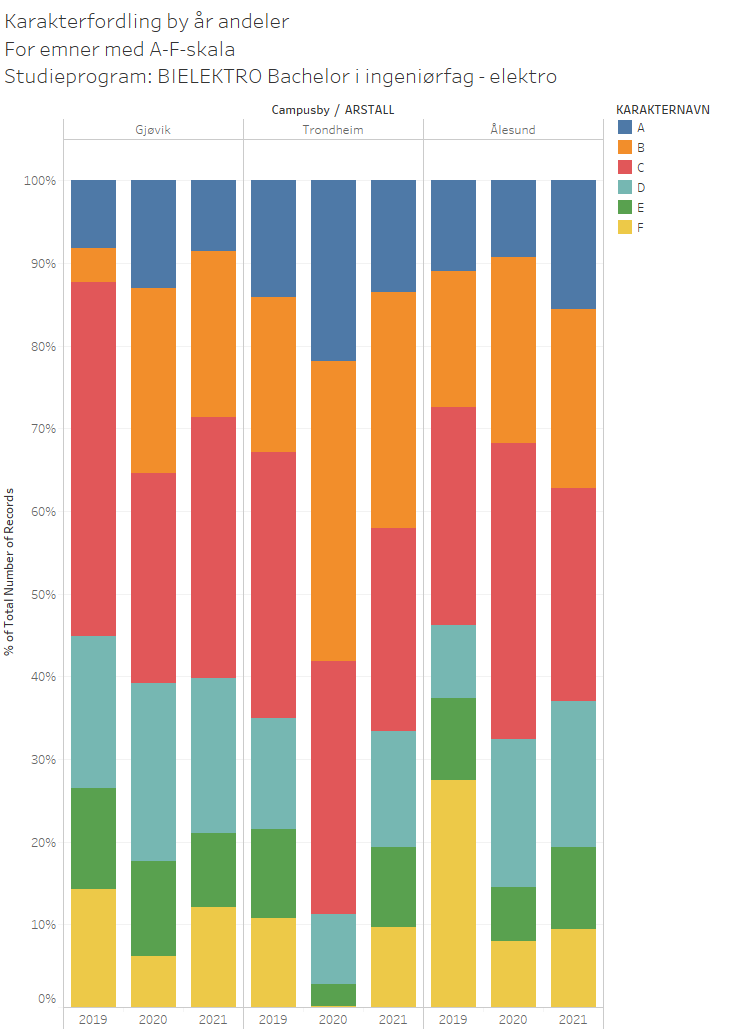 Karakterfordling by år andeler
For emner med A-F-skala
Studieprogram: BIELEKTRO Bachelor i ingeniørfag - elektro
Campusby / ARSTALL
KARAKTERNAVN
Gjøvik
Trondheim
Ålesund
A
B
C
D
E
F
100%
90%
80%
70%
60%
50%
40%
30%
20%
10%
0%
% of Total Number of Records
2019 2020 2021 2019 2020 2021 2019 2020 2021